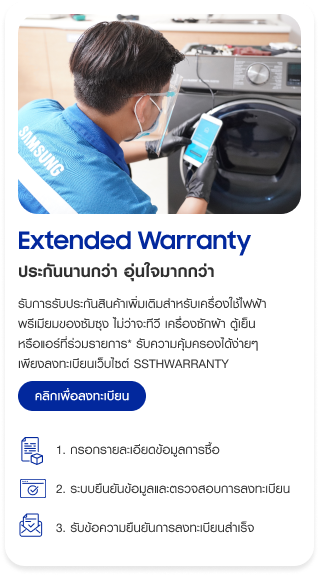 SAMSUNG
Extended Warranty
ประกันนานกว่า อุ่นใจมากกว่า
รับการรับประกันสินค้าเพิ่มเติมสำหรับเครื่องใช้ไฟฟ้า
พรีเมียมของซัมซุง ไม่ว่าจะทีวี เครื่องซักผ้า ตู้เย็น
หรือแอร์ที่ร่วมรายการ* รับความคุ้มครองได้ง่ายๆ
เพียงลงทะเบียนเว็บไซต์ SSTHWARRANTY
คลิกเพื่อลงทะเบียน
1. กรอกรายละเอียดข้อมูลการซื้อ
2. ระบบยืนยันข้อมูลและตรวจสอบการลงทะเบียน
3. รับข้อความยืนยันการลงทะเบียนสำเร็จ